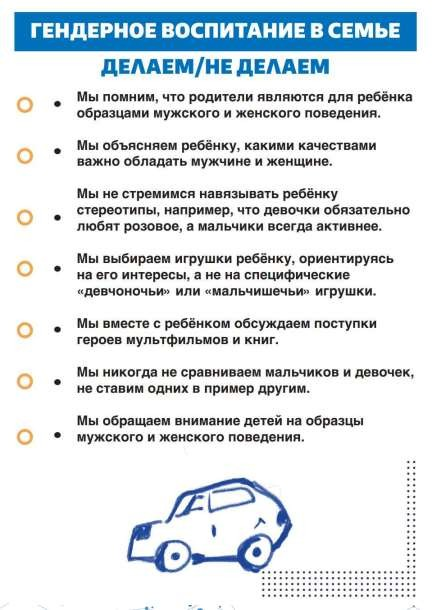 ГЕНДЕРНОЕ ВОСПИТАНИЕ В СЕМЬЕ
ДЕЛАЕМ/НЕ ДЕЛАЕМ
• Мы помним, что родители являются для ребёнка
образцами мужского и женского поведения.
• Мы объясняем ребёнку, какими качествами
важно обладать мужчине и женщине.
Мы не стремимся навязывать ребёнку
• стереотипы, например, что девочки обязательно
любят розовое, а мальчики всегда активнее.
Мы выбираем игрушки ребёнку, ориентируясь
• на его интересы, а не на специфические
«девчоночьи» или «мальчишечьи» игрушки.
• Мы вместе с ребёнком обсуждаем поступки
героев мультфильмов и книг.
• Мы никогда не сравниваем мальчиков и девочек,
не ставим одних в пример другим.
• Мы обращаем внимание детей на образцы
мужского и женского поведения.